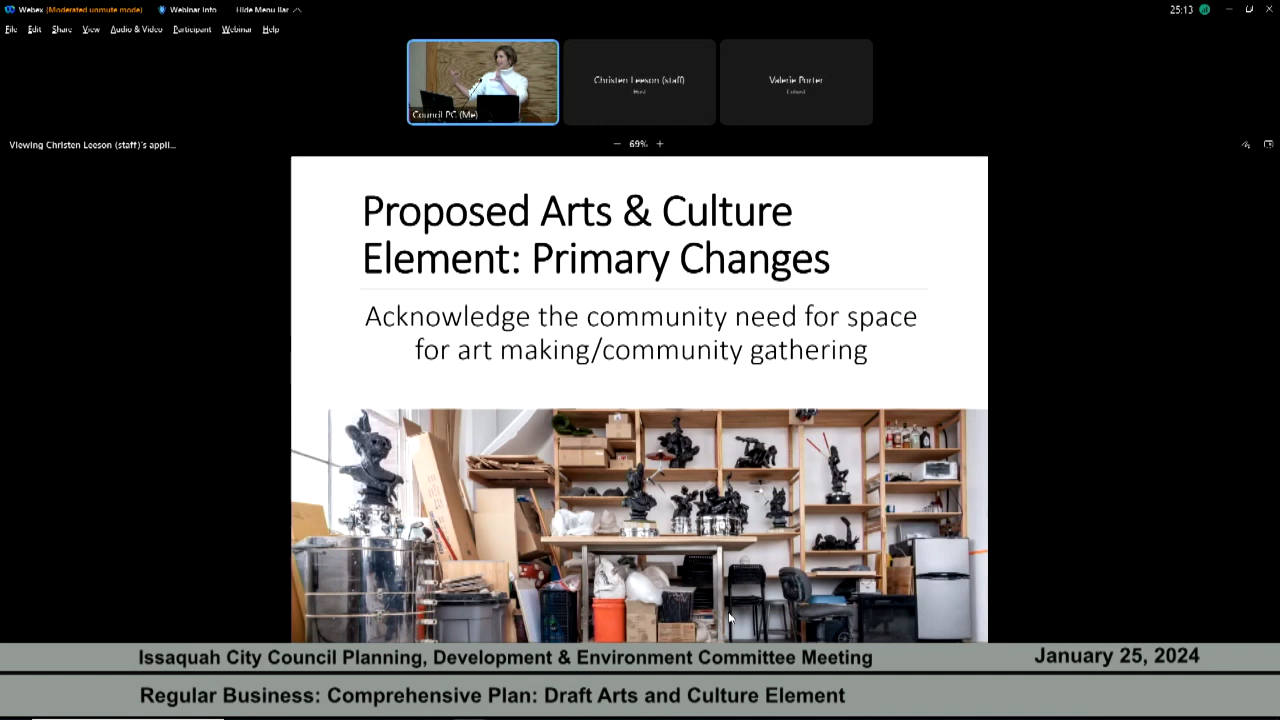 Webex (Moderated unmute mode) Webinar Info Hide Menu Bar
25:13
File Edit Share View Audio & Video Participant Webinar Help
Council PC (Me)
Christen Leeson (staff)
Host
Valerie Porter
Cohost
Viewing Christen Leeson (staff)'s appli...
69%
Proposed Arts & Culture
Element: Primary Changes
Acknowledge the community need for space
for art making/community gathering
Issaquah City Council Planning, Development & Environment Committee Meeting
January 25, 2024
Regular Business: Comprehensive Plan: Draft Arts and Culture Element